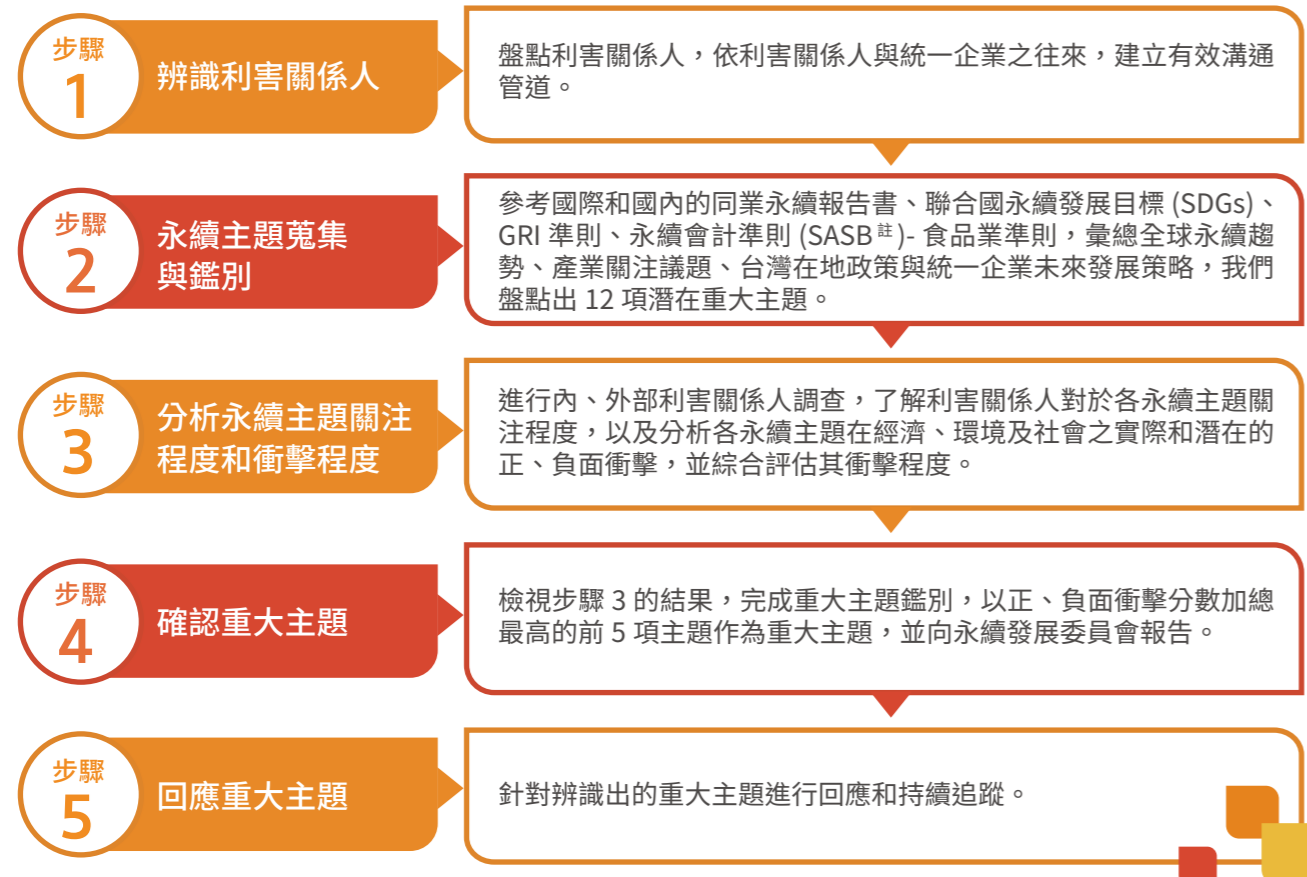 步驟
1
辨識利害關係人
盤點利害關係人，依利害關係人與統一企業之往來，建立有效溝通
管道。
步驟
2
永續主題蒐集
與鑑別
參考國際和國內的同業永續報告書、聯合國永續發展目標 (SDGs)、
GRI 準則、永續會計準則 (SASB 註 )- 食品業準則，彙總全球永續趨
勢、產業關注議題、台灣在地政策與統一企業未來發展策略，我們
盤點出 12 項潛在重大主題。
步驟
3
分析永續主題關注
程度和衝擊程度
進行內、外部利害關係人調查，了解利害關係人對於各永續主題關
注程度，以及分析各永續主題在經濟、環境及社會之實際和潛在的
正、負面衝擊，並綜合評估其衝擊程度。
步驟
4
確認重大主題
檢視步驟 3 的結果，完成重大主題鑑別，以正、負面衝擊分數加總
最高的前 5 項主題作為重大主題，並向永續發展委員會報告。
步驟
5
回應重大主題
針對辨識出的重大主題進行回應和持續追蹤。